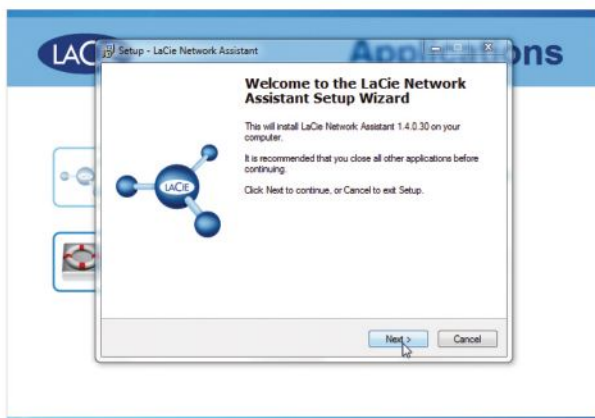 LAC
Applications
Setup - LaCie Network Assistant
Welcome to the LaCie Network
Assistant Setup Wizard
This will install LaCie Network Assistant 1.4.0.30 on your
computer.
It is recommended that you close all other applications before
continuing.
Click Next to continue, or Cancel to exit Setup.
LACIE
Next >
Cancel